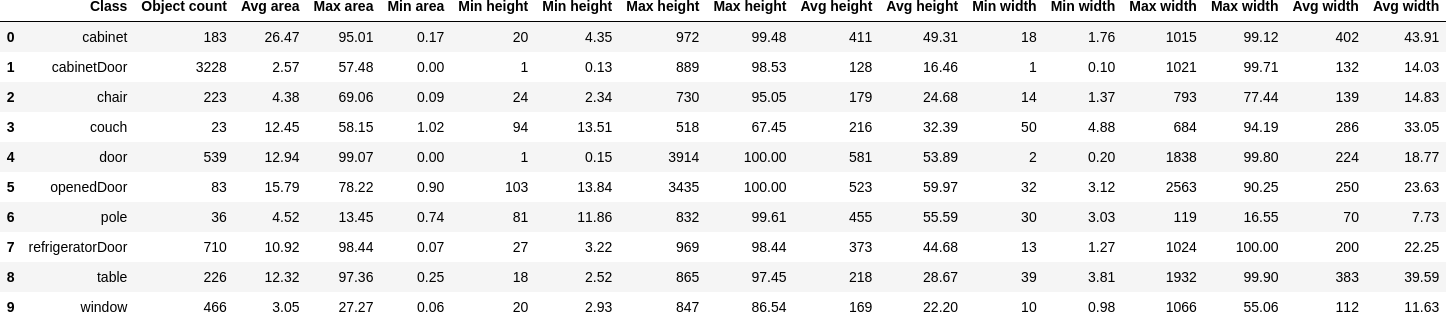 Class Object count Avg area Max area Min area Min height Min height Max height Max height Avg height Avg height Min width Min width Max width Max width Avg width Avg width
0 cabinet 183 26.47 95.01 0.17 20 4.35 972 99.48 411 49.31 18 1.76 1015 99.12 402 43.91
1 cabinetDoor 3228 2.57 57.48 0.00 1 0.13 889 98.53 128 16.46 1 0.10 1021 99.71 132 14.03
2 chair 223 4.38 69.06 0.09 24 2.34 730 95.05 179 24.68 14 1.37 793 77.44 139 14.83
3 couch 23 12.45 58.15 1.02 94 13.51 518 67.45 216 32.39 50 4.88 684 94.19 286 33.05
4 door 539 12.94 99.07 0.00 1 0.15 3914 100.00 581 53.89 2 0.20 1838 99.80 224 18.77
5 openedDoor 83 15.79 78.22 0.90 103 13.84 3435 100.00 523 59.97 32 3.12 2563 90.25 250 23.63
6 pole 36 4.52 13.45 0.74 81 11.86 832 99.61 455 55.59 30 3.03 119 16.55 70 7.73
7 refrigeratorDoor 710 10.92 98.44 0.07 27 3.22 969 98.44 373 44.68 13 1.27 1024 100.00 200 22.25
8 table 226 12.32 97.36 0.25 18 2.52 865 97.45 218 28.67 39 3.81 1932 99.90 383 39.59
9 window 466 3.05 27.27 0.06 20 2.93 847 86.54 169 22.20 10 0.98 1066 55.06 112 11.63